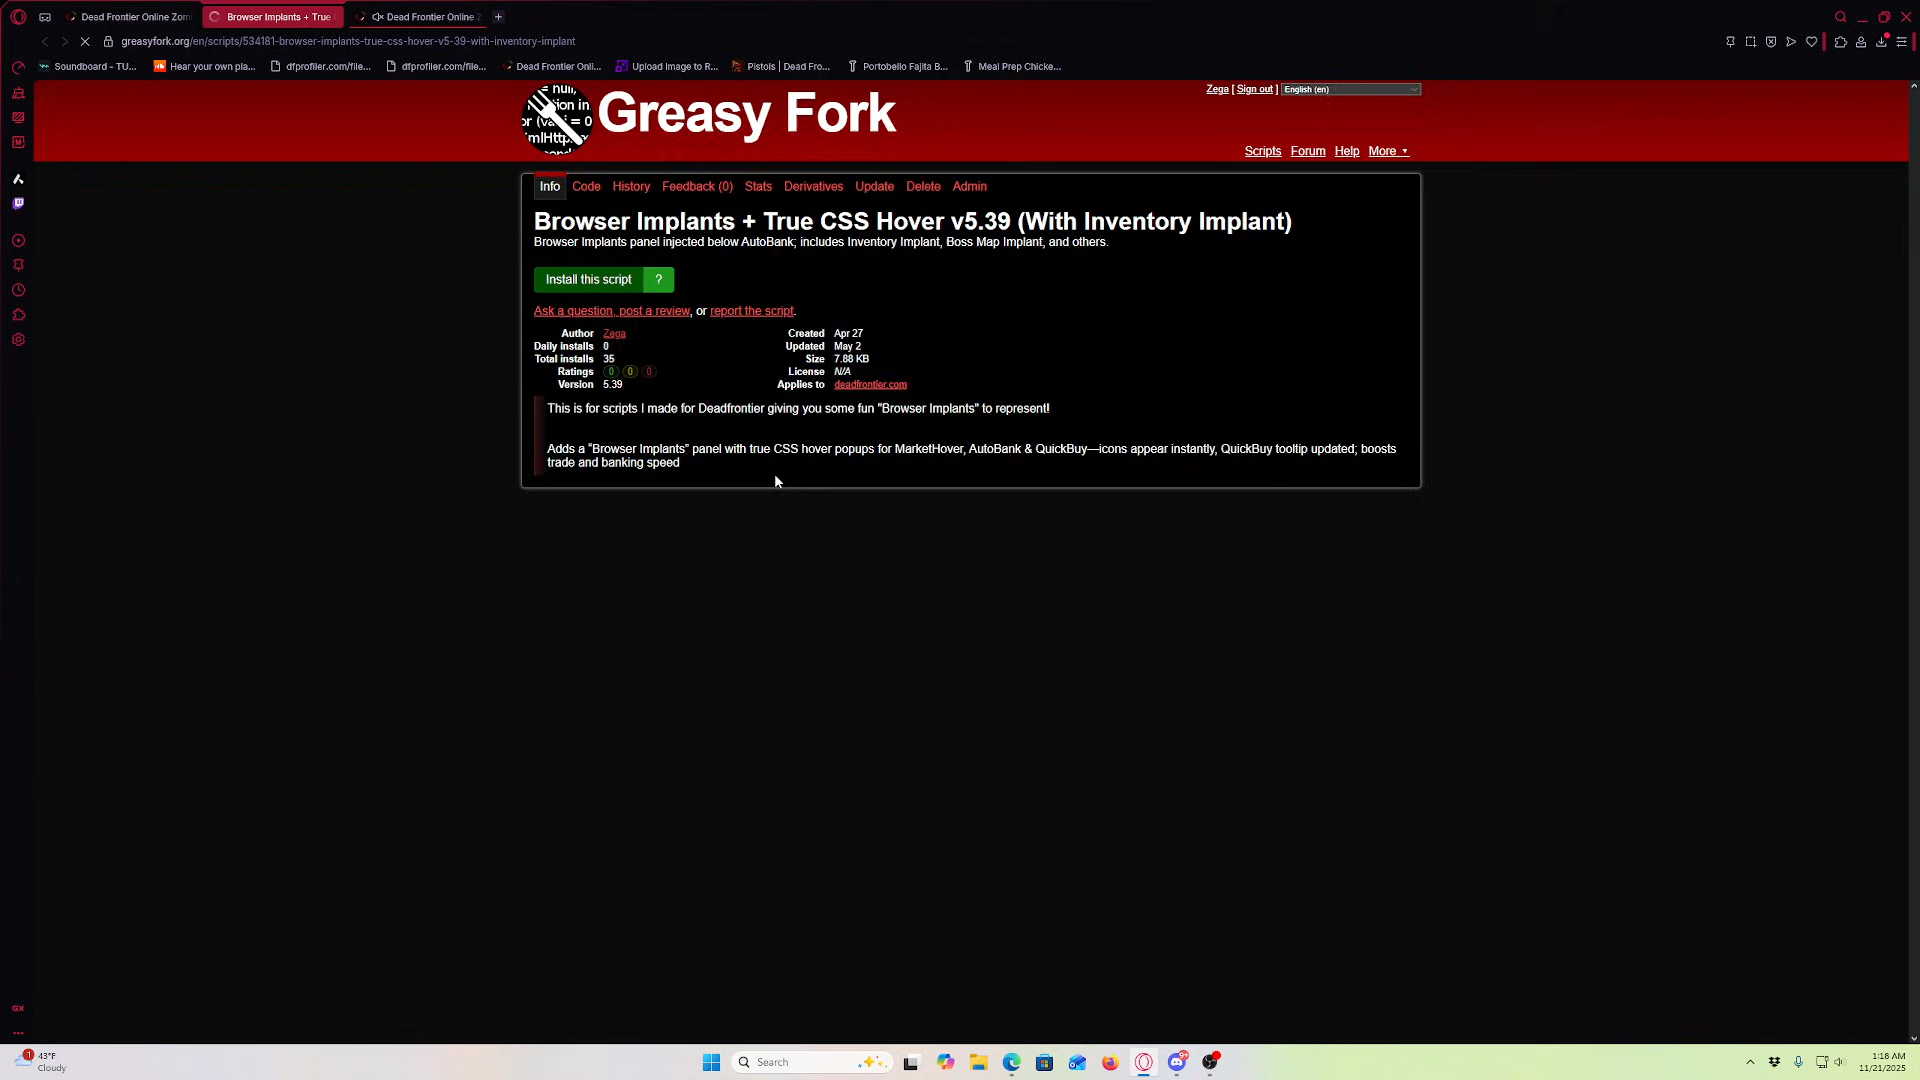 Dead Frontier Online Zom
Browser Implants + True
Dead Frontier Online Z
greasyfork.org/en/scripts/534181-browser-implants-true-css-hover-v5-39-with-inventory-implant
Soundboard - TU...
Hear your own pla...
dfprofiler.com/file...
dfprofiler.com/file...
Dead Frontier Onli...
Upload Image to R...
Pistols | Dead Fro...
Portobello Fajita B...
Meal Prep Chicke...
Greasy Fork
Zega [ Sign out ] English (en)
Scripts Forum Help More ▼
Info Code History Feedback (0) Stats Derivatives Update Delete Admin
Browser Implants + True CSS Hover v5.39 (With Inventory Implant)
Browser Implants panel injected below AutoBank; includes Inventory Implant, Boss Map Implant, and others.
Install this script ?
Ask a question, post a review, or report the script.
Author Zega Created Apr 27
Daily installs 0 Updated May 2
Total installs 35 Size 7.88 KB
Ratings 0 0 0 License N/A
Version 5.39 Applies to deadfrontier.com
This is for scripts I made for Deadfrontier giving you some fun "Browser Implants" to represent!
Adds a “Browser Implants” panel with true CSS hover popups for MarketHover, AutoBank & QuickBuy—icons appear instantly, QuickBuy tooltip updated; boosts
trade and banking speed
GX
1
43°F
Cloudy
Search
9+
1:18 AM
11/21/2025